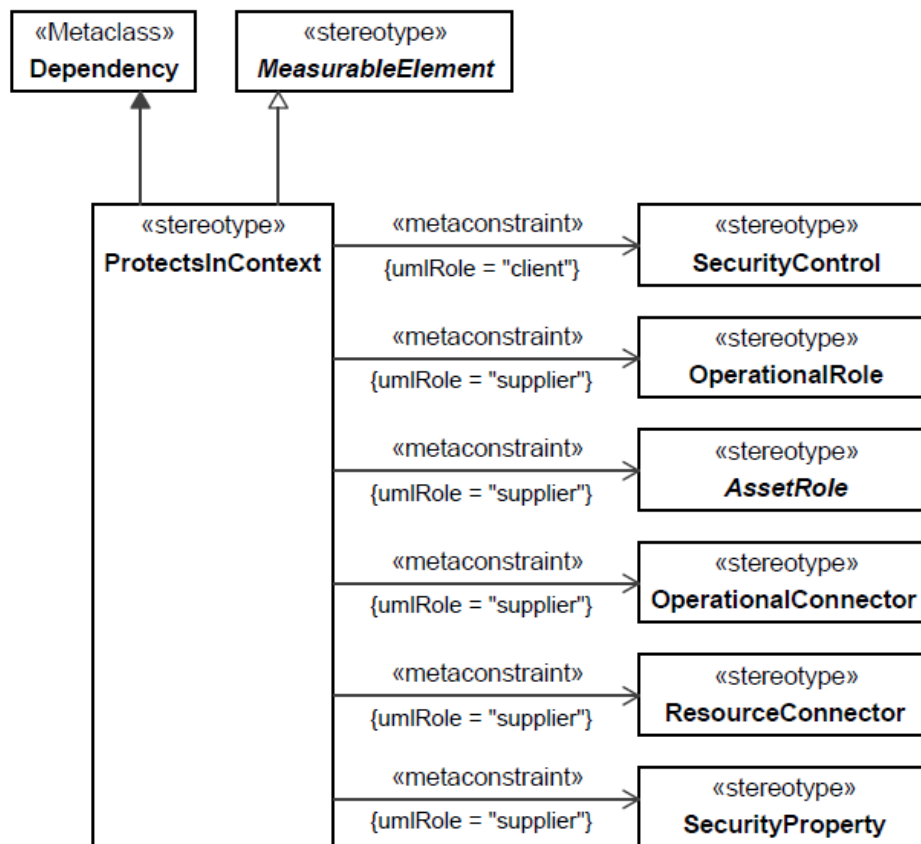 «Metaclass»
Dependency
«stereotype»
MeasurableElement
«stereotype»
ProtectsInContext
«metaconstraint»
{umlRole = "client"}
«stereotype»
SecurityControl
«metaconstraint»
{umlRole = "supplier"}
«stereotype»
OperationalRole
«metaconstraint»
{umlRole = "supplier"}
«stereotype»
AssetRole
«metaconstraint»
{umlRole = "supplier"}
«stereotype»
OperationalConnector
«metaconstraint»
{umlRole = "supplier"}
«stereotype»
ResourceConnector
«metaconstraint»
{umlRole = "supplier"}
«stereotype»
SecurityProperty